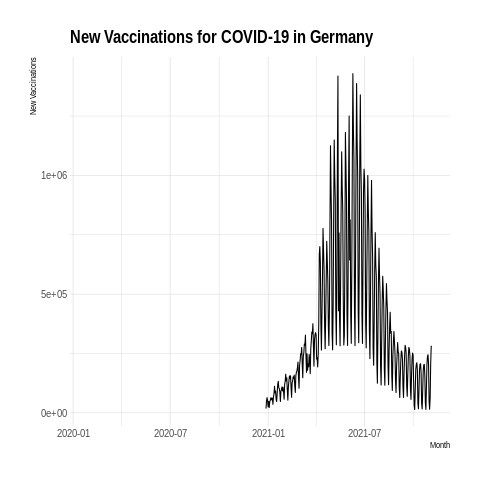 New Vaccinations for COVID-19 in Germany
New Vaccinations
1e+06
5e+05
0e+00
2020-01 2020-07 2021-01 2021-07
Month